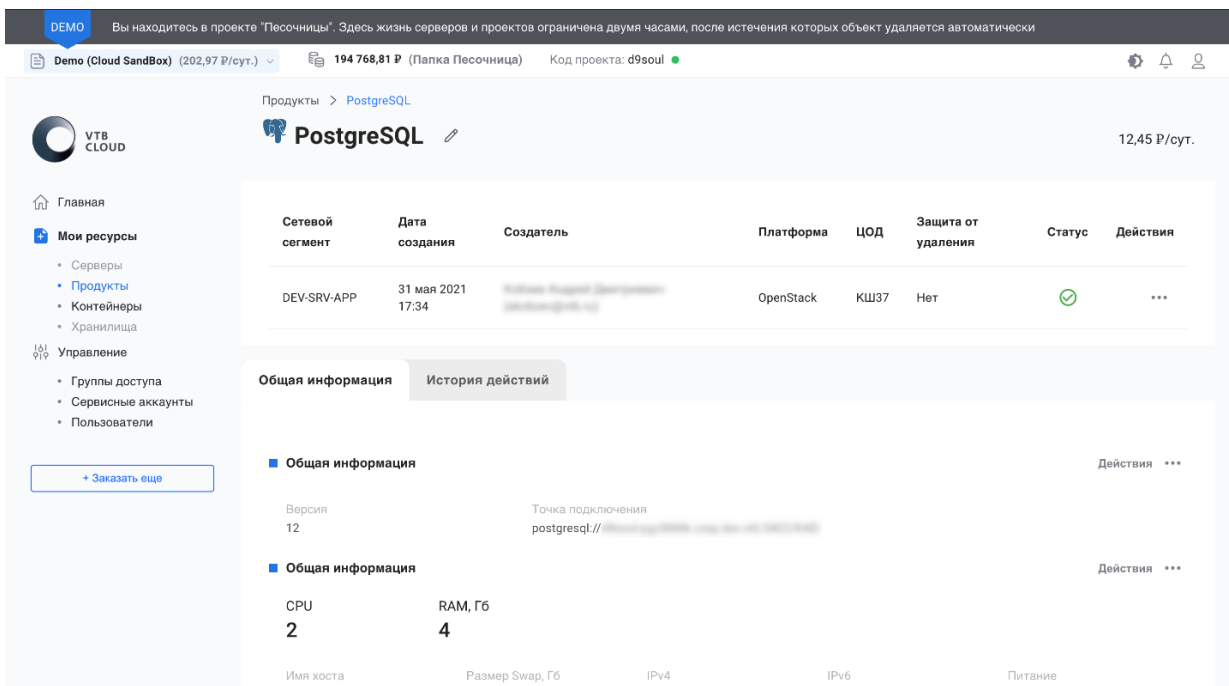 DEMO Вы находитесь в проекте "Песочницы". Здесь жизнь серверов и проектов ограничена двумя часами, после истечения которых объект удаляется автоматически
Demo (Cloud SandBox) (202,97 ₽/сут.) 194 768,81 ₽ (Папка Песочница) Код проекта: d9soul
Продукты > PostgreSQL
VTB
CLOUD
PostgreSQL
12,45 ₽/сут.
Главная
Мои ресурсы
• Серверы
• Продукты
• Контейнеры
• Хранилища
Управление
• Группы доступа
• Сервисные аккаунты
• Пользователи
+ Заказать еще
Сетевой сегмент Дата создания Создатель Платформа ЦОД Защита от удаления Статус Действия
DEV-SRV-APP 31 мая 2021 17:34 OpenStack КШ37 Нет
Общая информация История действий
Общая информация Действия
Версия Точка подключения
12 postgresql://
Общая информация Действия
CPU RAM, Гб
2 4
Имя хоста Размер Swap, Гб IPv4 IPv6 Питание